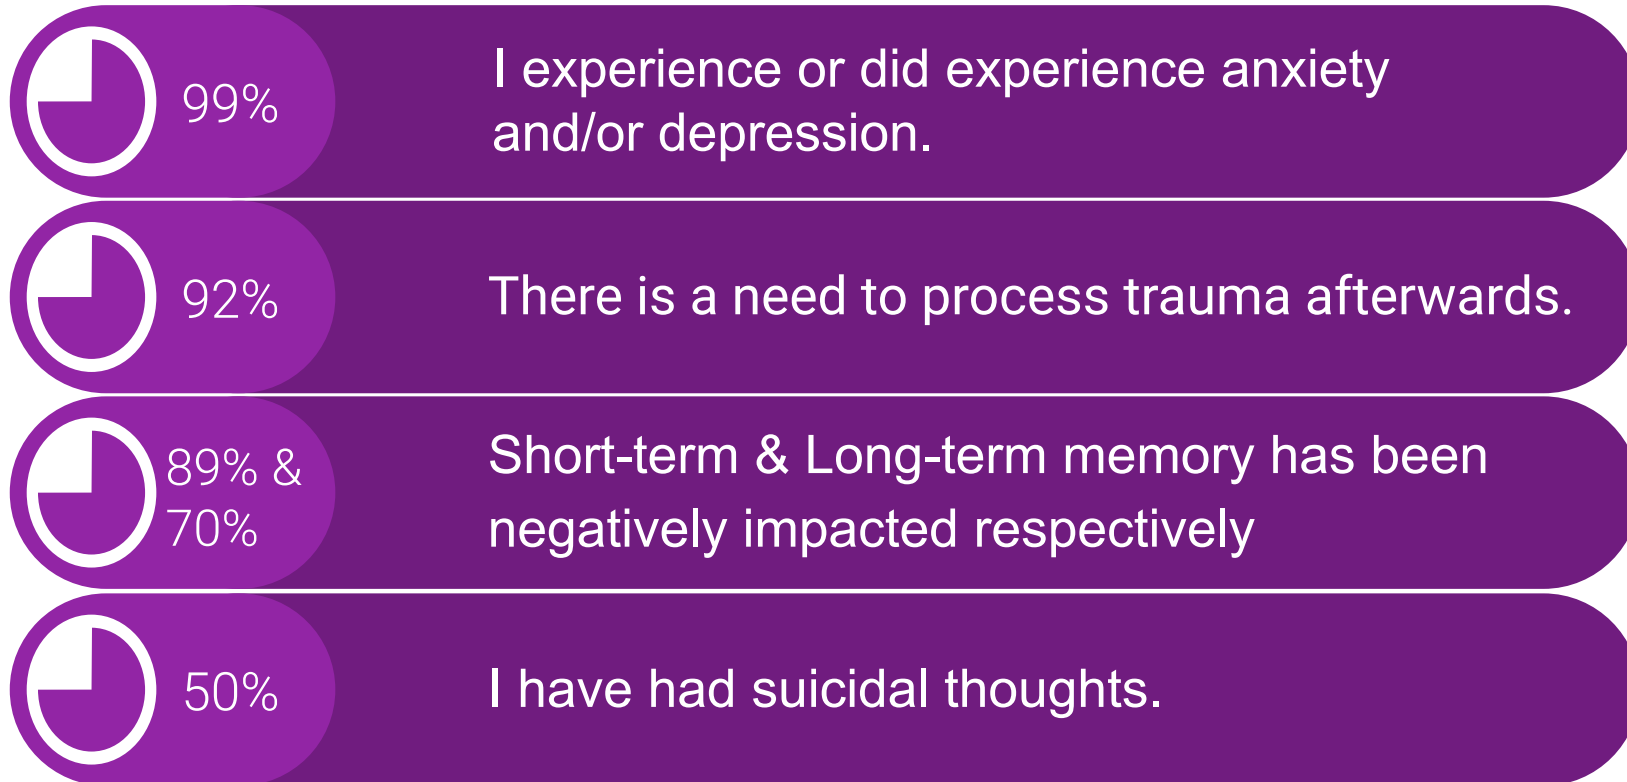 99%
I experience or did experience anxiety
and/or depression.
92%
There is a need to process trauma afterwards.
89% &
70%
Short-term & Long-term memory has been
negatively impacted respectively
50%
I have had suicidal thoughts.